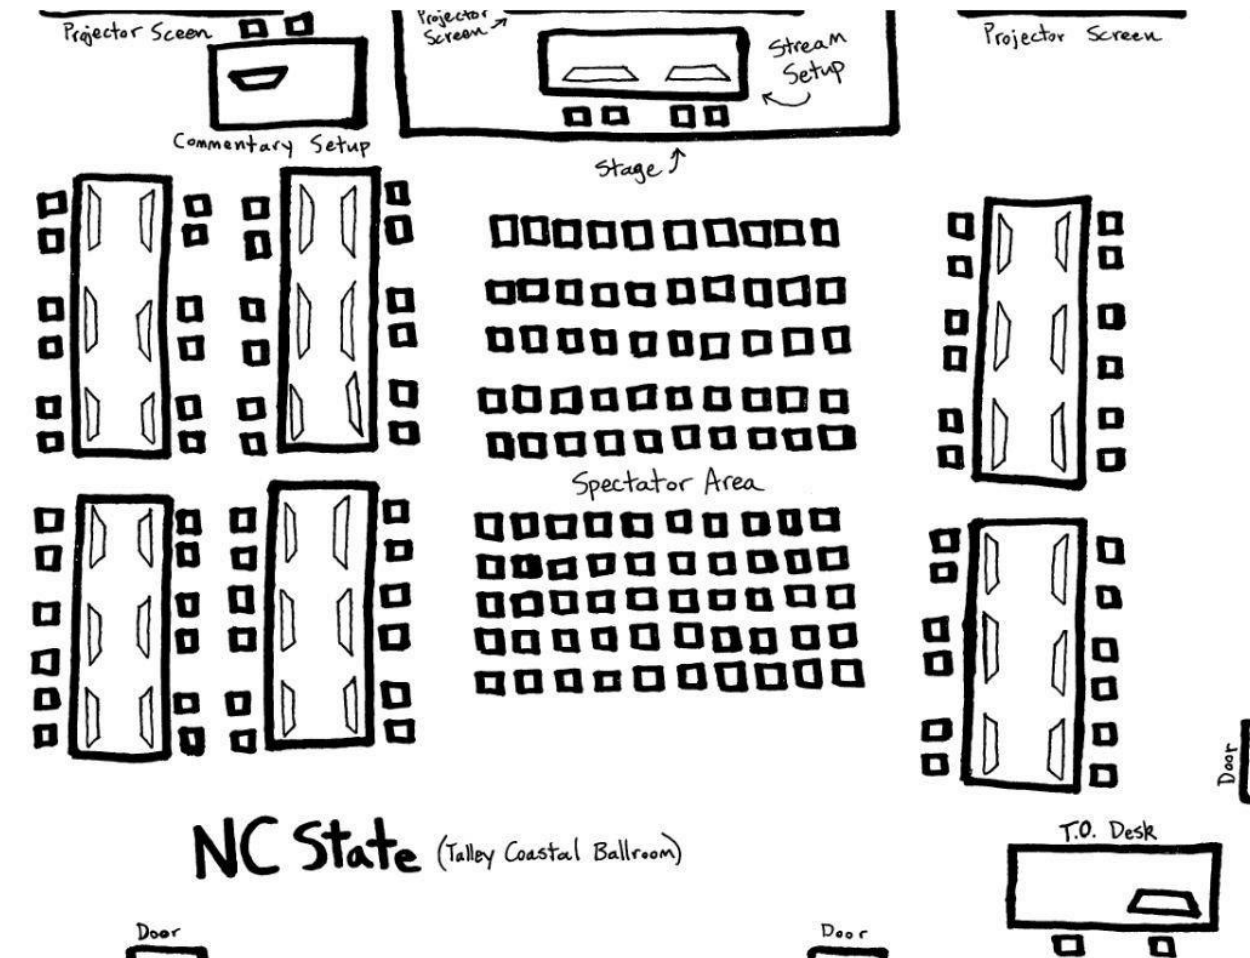 Projector Sceen
Projector
Screen
Stream
Setup
Projector Screen
Commentary Setup
Stage
Spectator Area
Door
T.O. Desk
NC State (Talley Coastal Ballroom)
Door
Door